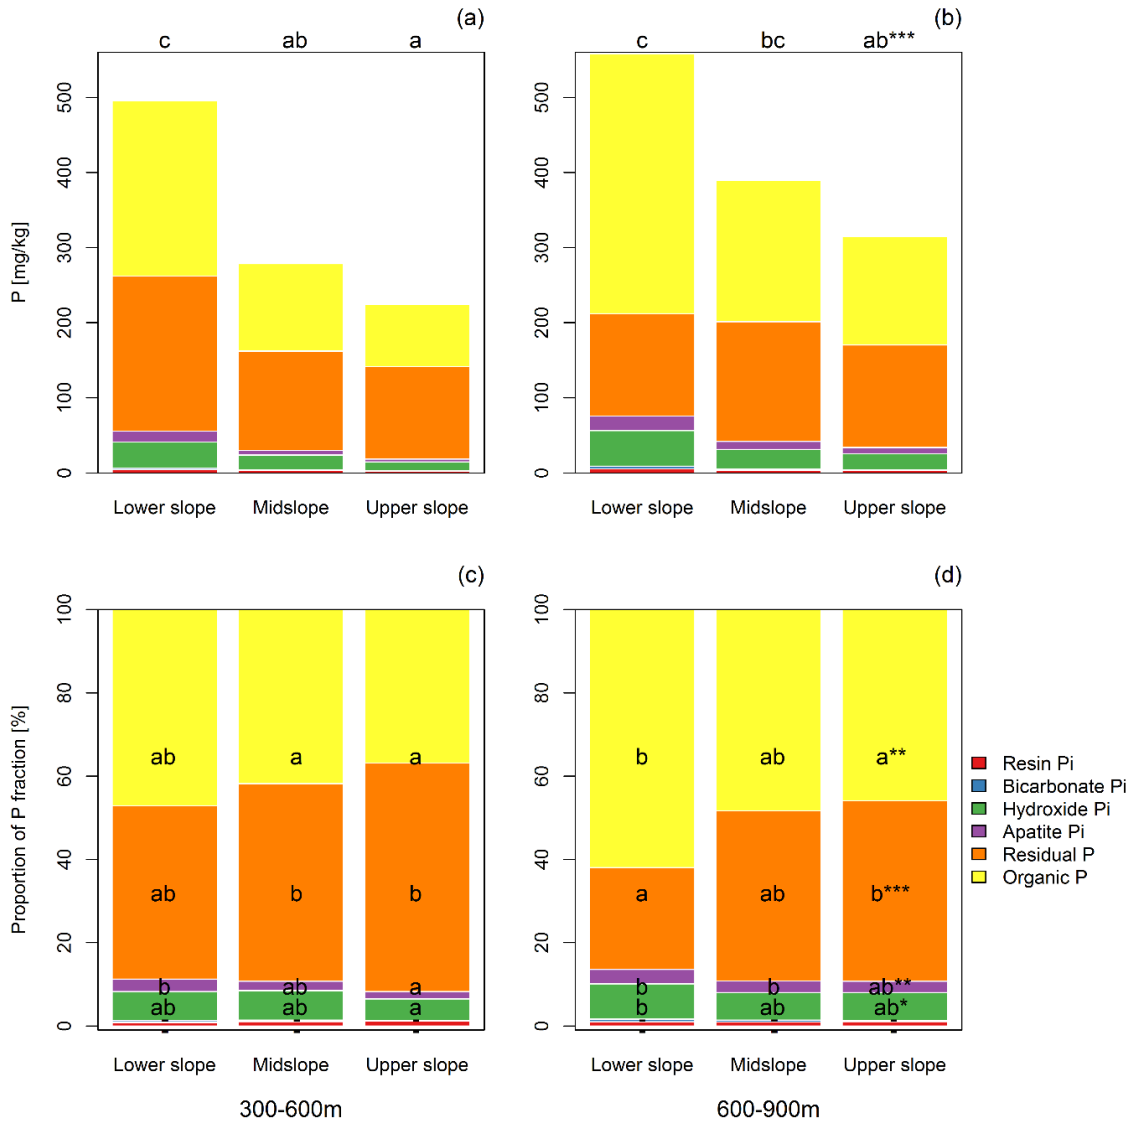 (a)
(b)
c ab a
c bc ab***
500
400
300
200
100
0
P [mg/kg]
Lower slope Midslope Upper slope
500
400
300
200
100
0
Lower slope Midslope Upper slope
(c)
(d)
100
80
60
40
20
0
Proportion of P fraction [%]
ab a a
ab b b
b ab a
ab ab a
Lower slope Midslope Upper slope
300-600m
100
80
60
40
20
0
b ab a**
a ab b***
b b ab**
b ab ab*
Lower slope Midslope Upper slope
600-900m
Resin Pi
Bicarbonate Pi
Hydroxide Pi
Apatite Pi
Residual P
Organic P